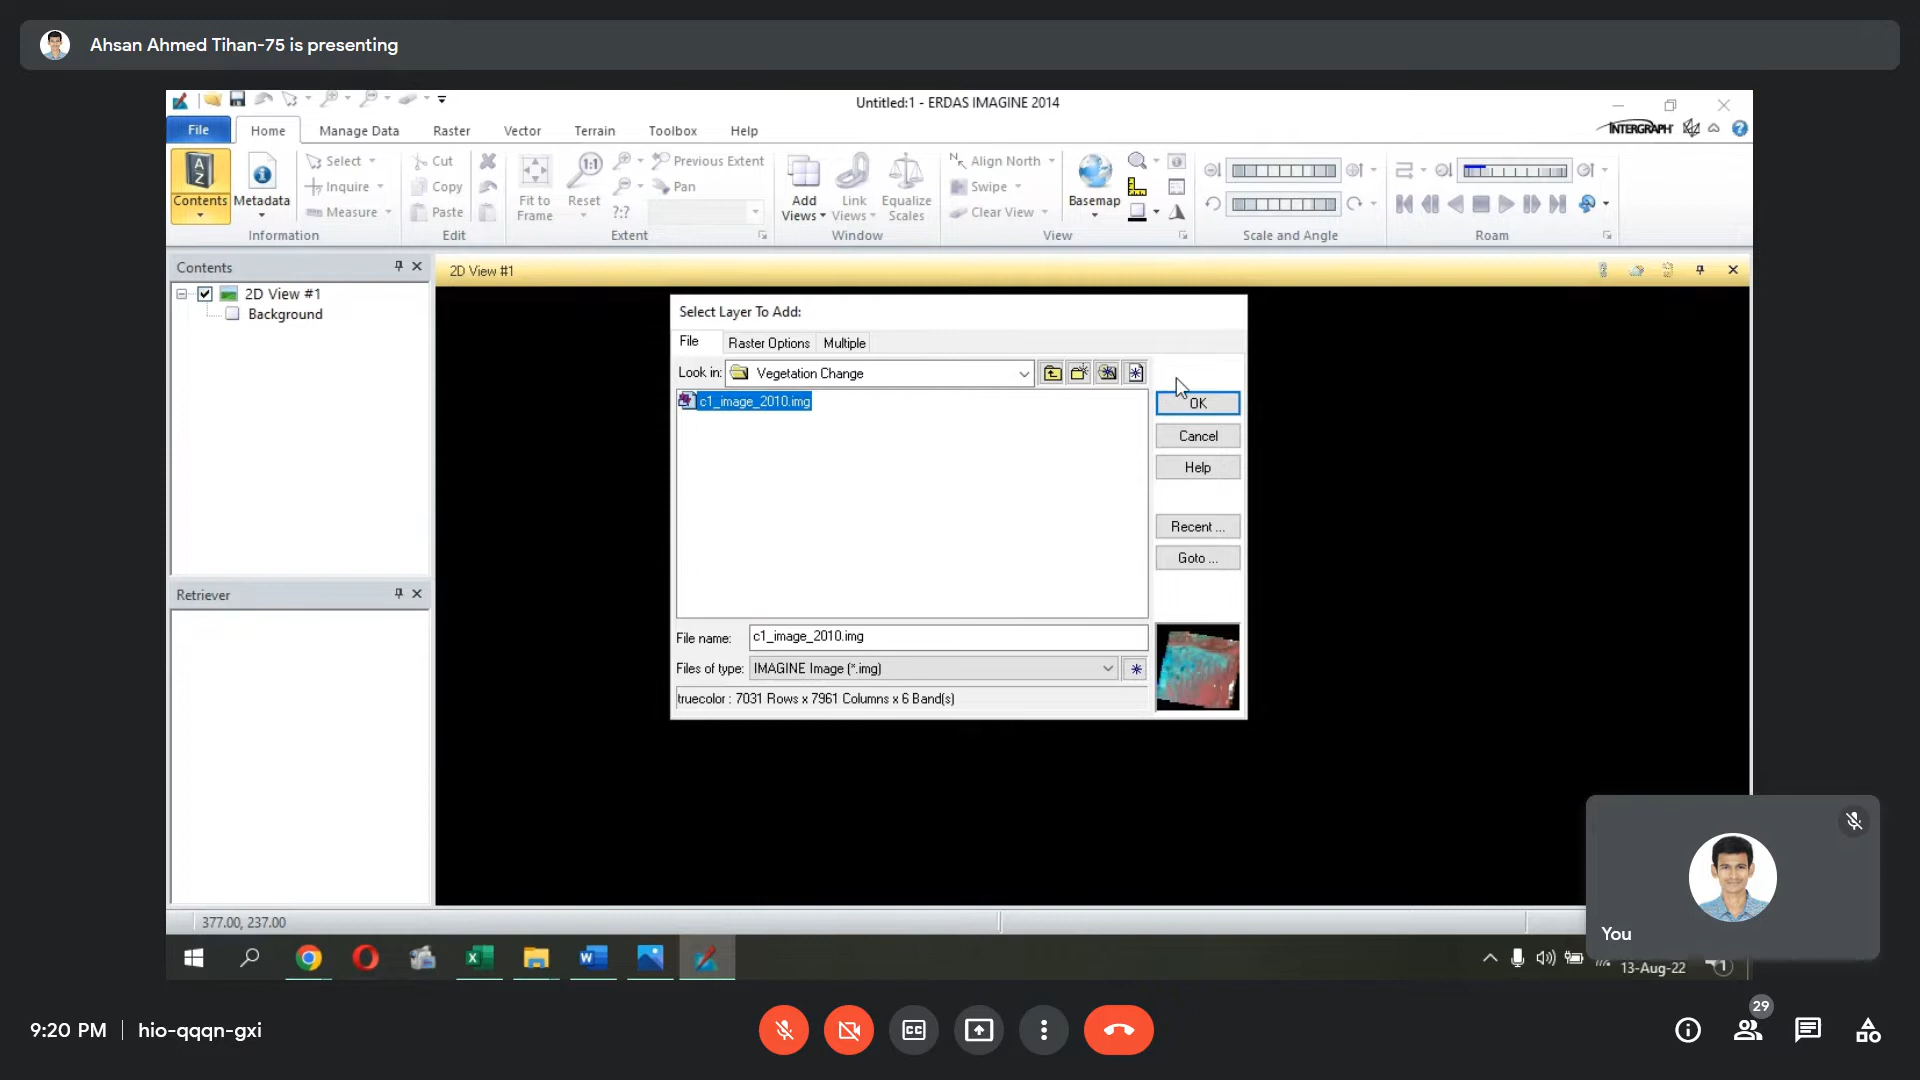 Ahsan Ahmed Tihan-75 is presenting
Untitled:1 - ERDAS IMAGINE 2014
File Home Manage Data Raster Vector Terrain Toolbox Help
INTERGRAPH
Contents
Metadata
Select
Inquire
Measure
Information
Cut
Copy
Paste
Edit
Fit to Frame
1:1
Reset
?:?
Previous Extent
Pan
Extent
Add Views
Link Views
Equalize Scales
Window
Align North
Swipe
Clear View
Basemap
View
Scale and Angle
Roam
Contents
2D View #1
Background
Retriever
2D View #1
Select Layer To Add:
File Raster Options Multiple
Look in: Vegetation Change
c1_image_2010.img
OK
Cancel
Help
Recent ...
Goto ...
File name: c1_image_2010.img
Files of type: IMAGINE Image (*.img)
truecolor : 7031 Rows x 7961 Columns x 6 Band(s)
377.00, 237.00
13-Aug-22
1
You
9:20 PM | hio-qqqn-gxi
CC
29